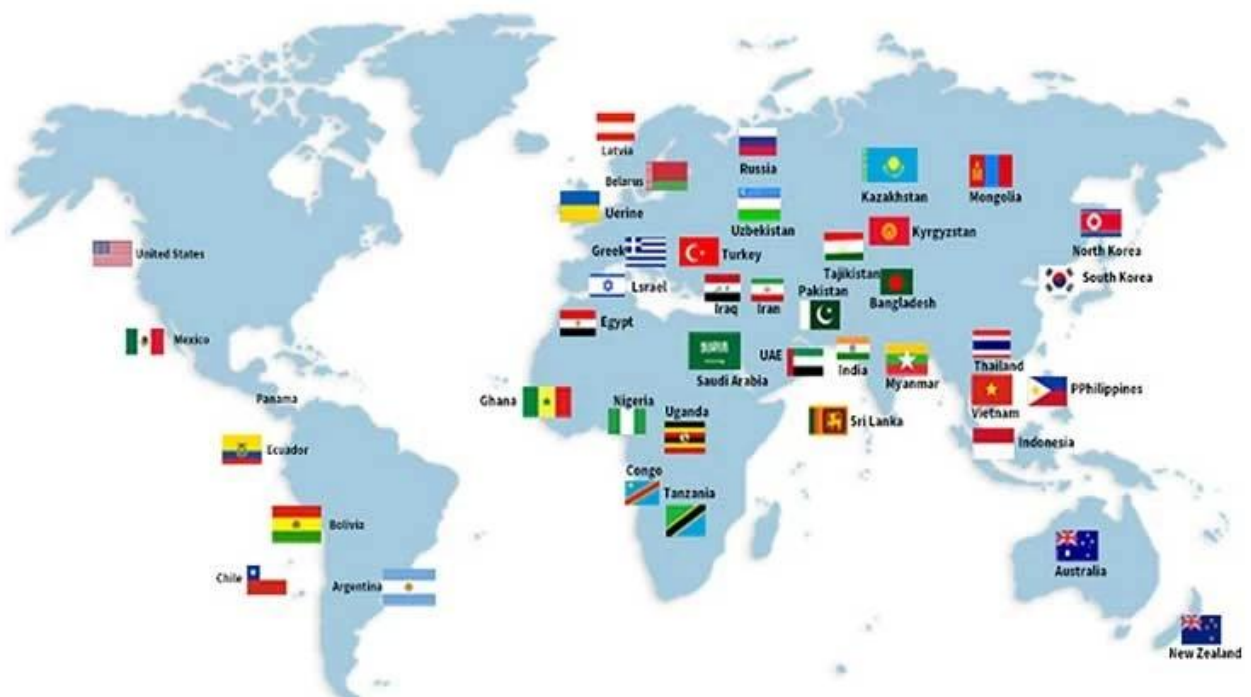 Latvia
Russia
Belarus
Kazakhstan
Mongolia
Uerine
Uzbekistan
Kyrgyzstan
North Korea
United States
Greek
Turkey
Tajikistan
South Korea
Lsrael
Iraq
Iran
Pakistan
Bangladesh
Egypt
Mexico
Saudi Arabia
UAE
India
Myanmar
Thailand
Panama
Ghana
Nigeria
Uganda
Sri Lanka
Vietnam
PPhilippines
Ecuador
Indonesia
Congo
Tanzania
Bolivia
Australia
Chile
Argentina
New Zealand